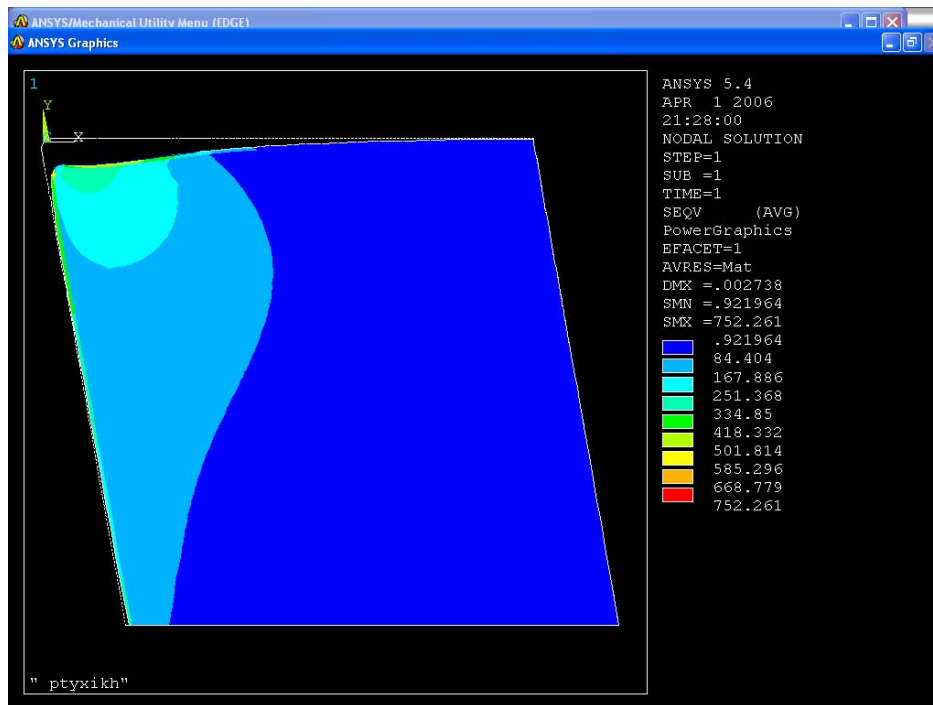 ANSYS/Mechanical Utility Menu (EDGE)
ANSYS Graphics
1
Y
X
ANSYS 5.4
APR  1 2006
21:28:00
NODAL SOLUTION
STEP=1
SUB =1
TIME=1
SEQV     (AVG)
PowerGraphics
EFACET=1
AVRES=Mat
DMX =.002738
SMN =.921964
SMX =752.261
.921964
84.404
167.886
251.368
334.85
418.332
501.814
585.296
668.779
752.261
" ptyxikh"